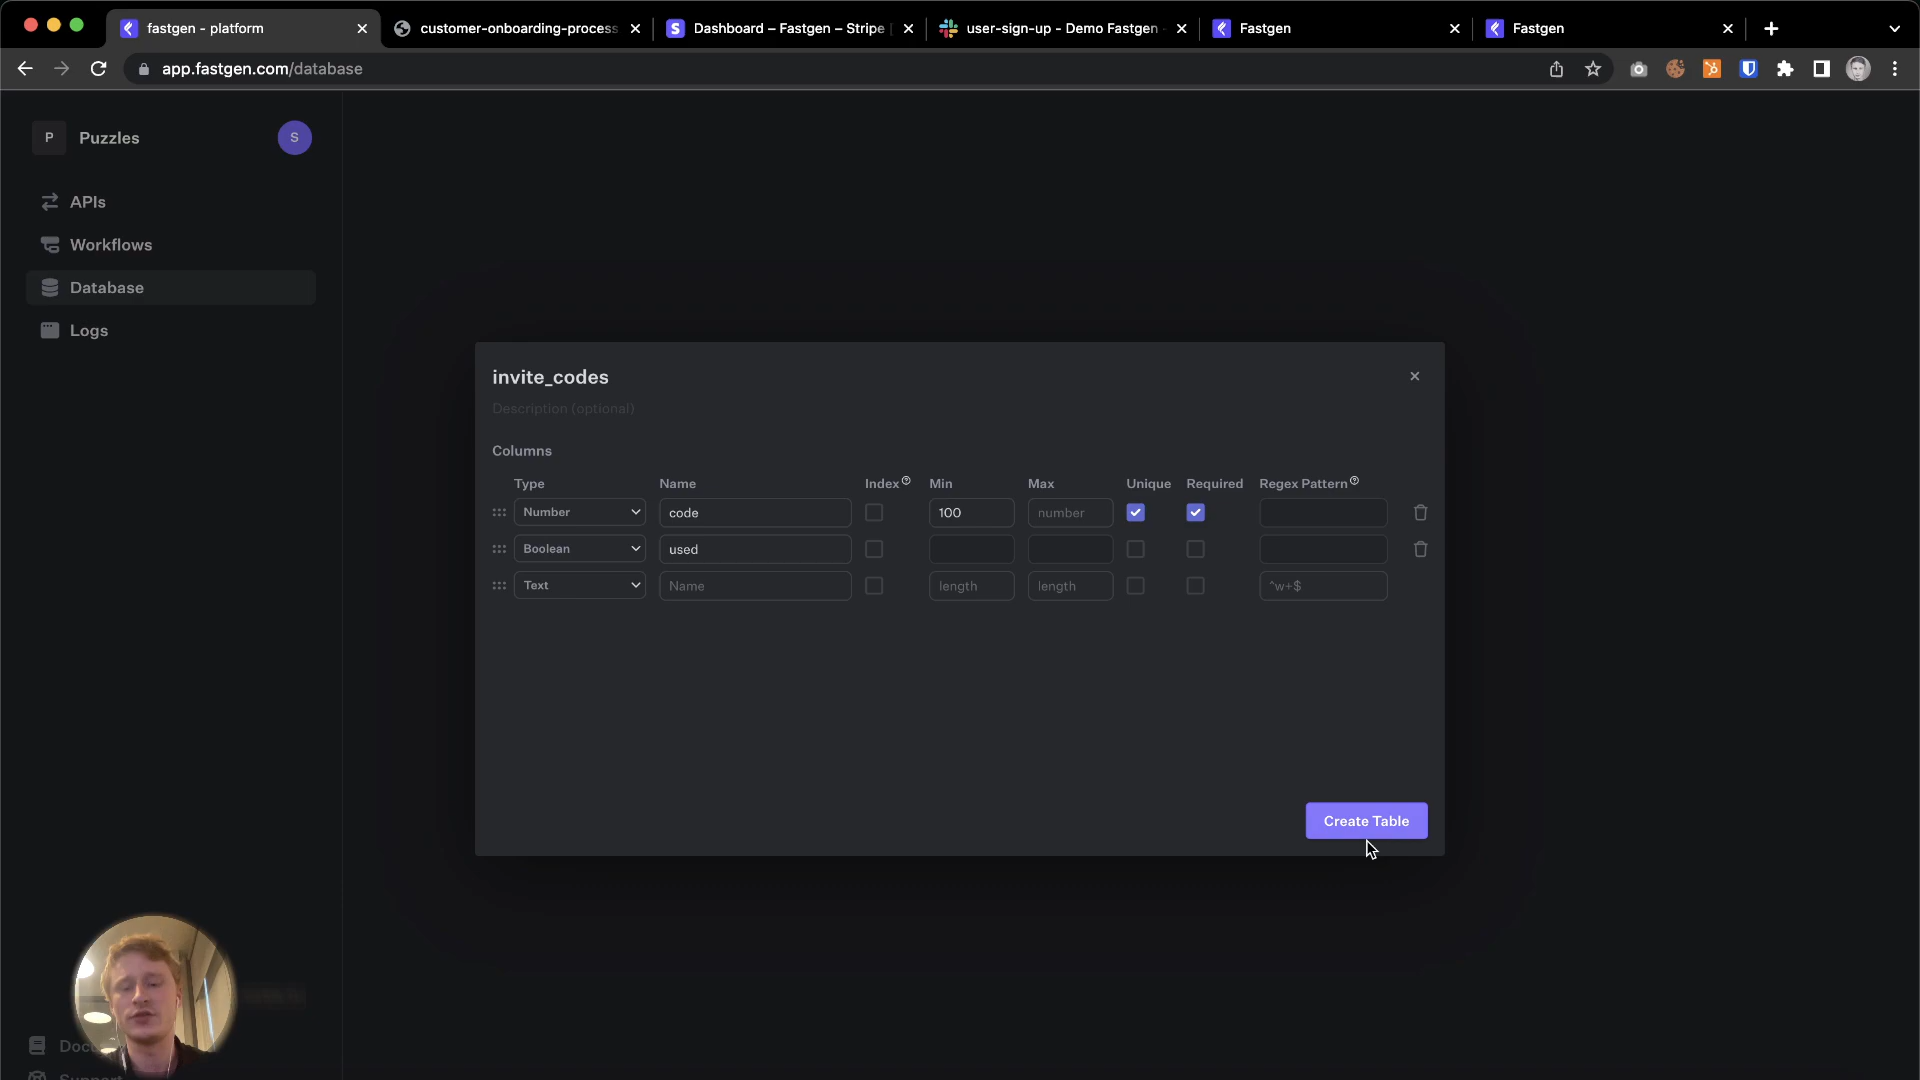 fastgen - platform
customer-onboarding-process
Dashboard – Fastgen – Stripe
user-sign-up - Demo Fastgen
Fastgen
Fastgen
app.fastgen.com/database
P
Puzzles
S
APIs
Workflows
Database
Logs
invite_codes
Description (optional)
Columns
Type Name Index Min Max Unique Required Regex Pattern
Number code 100 number
Boolean used
Text Name length length ^w+$
Create Table
Support